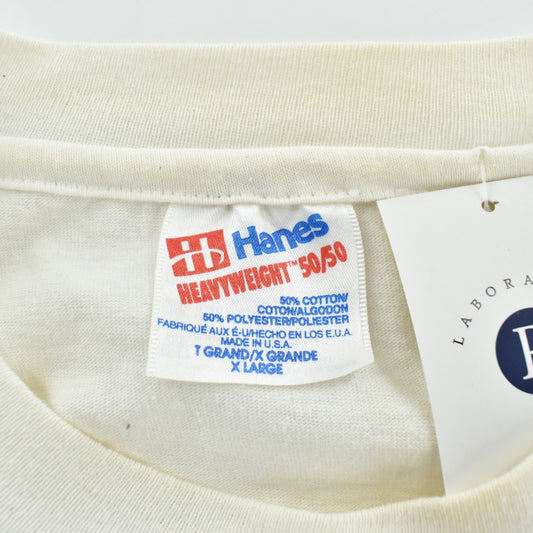 Hanes
HEAVYWEIGHT™ 50/50
50% COTTON/
COTON/ALGODON
50% POLYESTER/POLIESTER
FABRIQUÉ AUX É-U/HECHO EN LOS E.U.A.
MADE IN U.S.A.
T GRAND/X GRANDE
X LARGE
LABORA